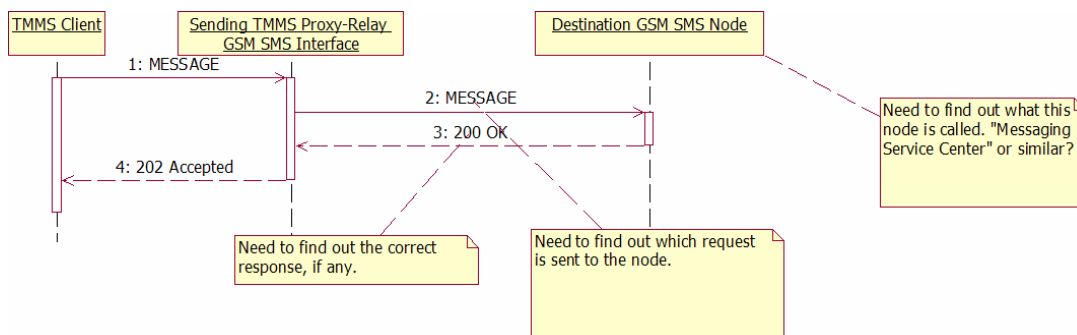 TMMS Client
Sending TMMS Proxy-Relay
GSM SMS Interface
Destination GSM SMS Node
1: MESSAGE
2: MESSAGE
3: 200 OK
4: 202 Accepted
Need to find out what this
node is called. "Messaging
Service Center" or similar?
Need to find out the correct
response, if any.
Need to find out which request
is sent to the node.